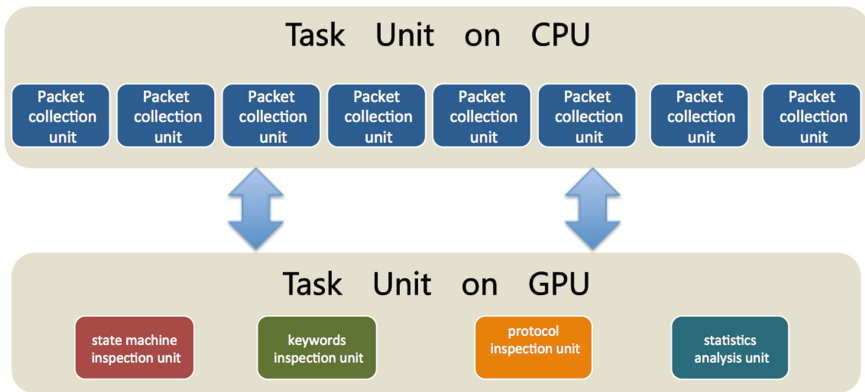 Task Unit on CPU
Packet
collection
unit
Packet
collection
unit
Packet
collection
unit
Packet
collection
unit
Packet
collection
unit
Packet
collection
unit
Packet
collection
unit
Packet
collection
unit
Task Unit on GPU
state machine
inspection unit
keywords
inspection unit
protocol
inspection unit
statistics
analysis unit